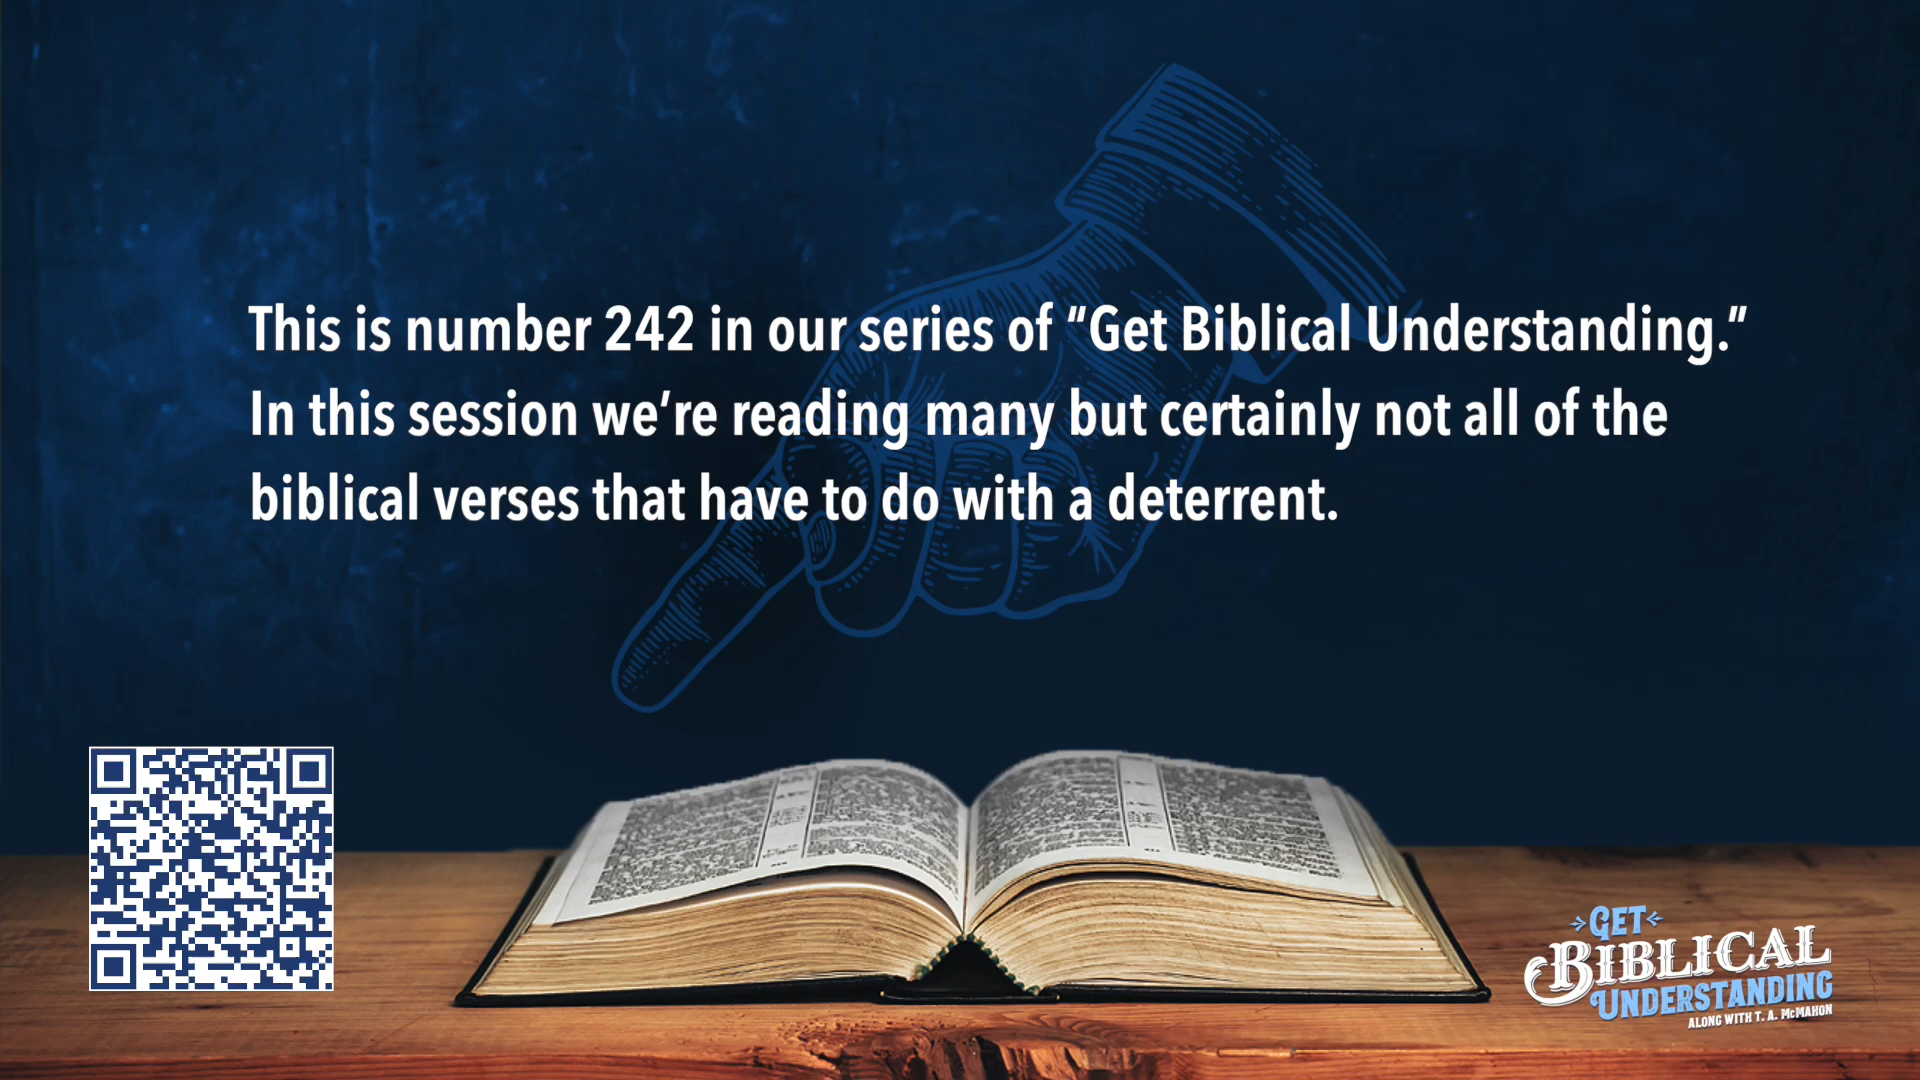 This is number 242 in our series of “Get Biblical Understanding.”
In this session we’re reading many but certainly not all of the
biblical verses that have to do with a deterrent.
GET
BIBLICAL
UNDERSTANDING
ALONG WITH T. A. McMAHON